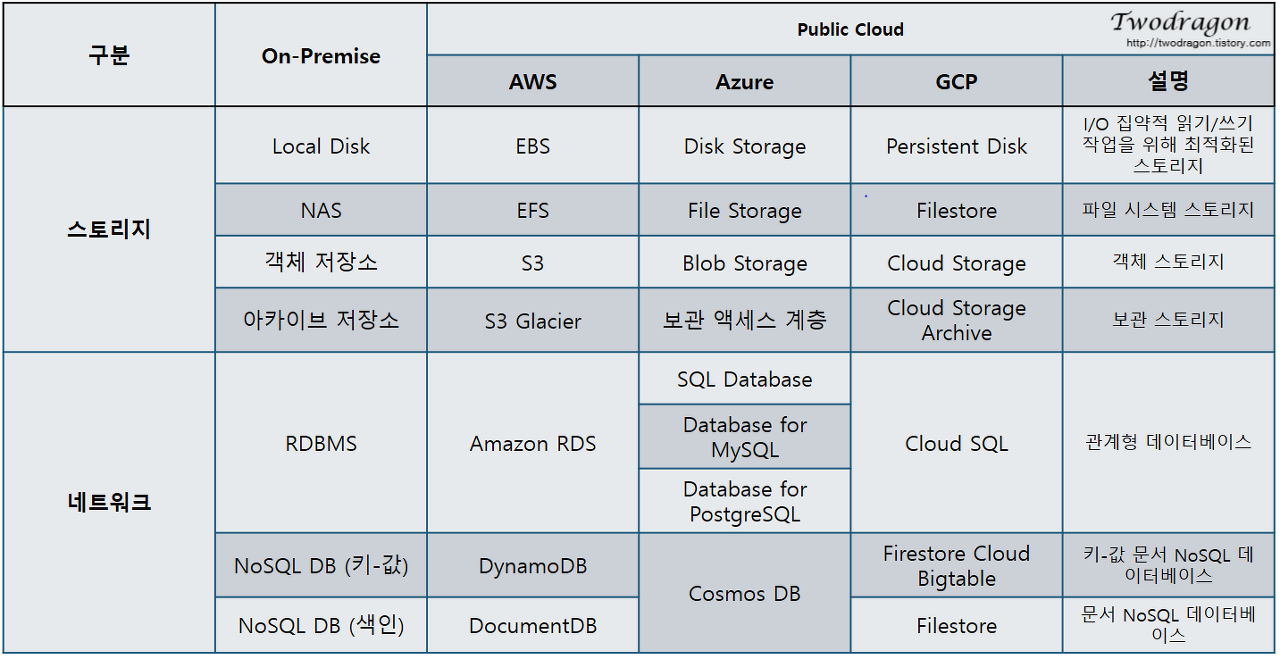 구분
On-Premise
Public Cloud
Twodragon
http://twodragon.tistory.com
AWS
Azure
GCP
설명
스토리지
Local Disk
EBS
Disk Storage
Persistent Disk
I/O 집약적 읽기/쓰기
작업을 위해 최적화된
스토리지
NAS
EFS
File Storage
Filestore
파일 시스템 스토리지
객체 저장소
S3
Blob Storage
Cloud Storage
객체 스토리지
아카이브 저장소
S3 Glacier
보관 액세스 계층
Cloud Storage
Archive
보관 스토리지
네트워크
RDBMS
Amazon RDS
SQL Database
Database for
MySQL
Database for
PostgreSQL
Cloud SQL
관계형 데이터베이스
NoSQL DB (키-값)
DynamoDB
Cosmos DB
Firestore Cloud
Bigtable
키-값 문서 NoSQL 데
이터베이스
NoSQL DB (색인)
DocumentDB
Filestore
문서 NoSQL 데이터베
이스